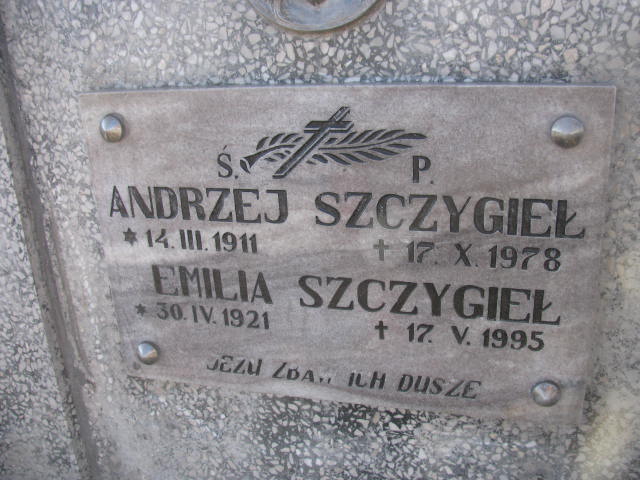 Ś. P.
ANDRZEJ SZCZYGIEŁ
* 14. III. 1911 † 17. X. 1978
EMILIA SZCZYGIEŁ
* 30. IV. 1921 † 17. V. 1995
JEZU ZBAW ICH DUSZE